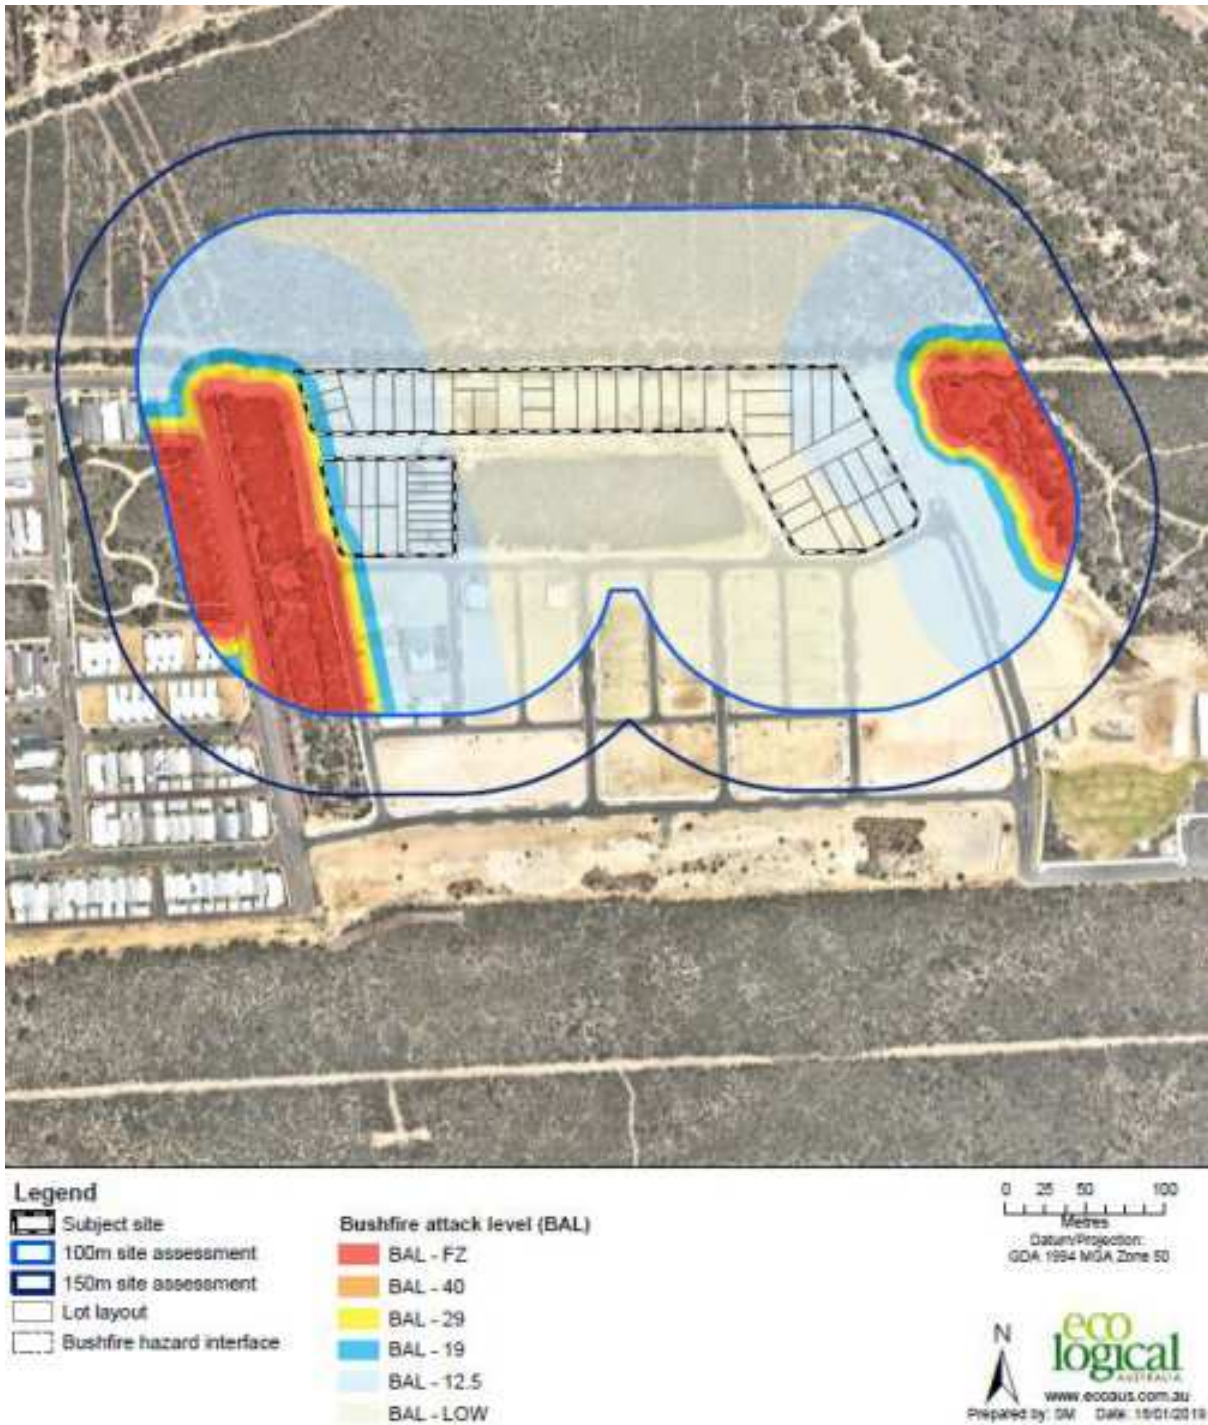 Legend
Subject site
100m site assessment
150m site assessment
Lot layout
Bushfire hazard interface
Bushfire attack level (BAL)
BAL - FZ
BAL - 40
BAL - 29
BAL - 19
BAL - 12.5
BAL - LOW
0 25 50 100
Metres
Datum/Projection:
GDA 1994 MGA Zone 50
N
eco
logical
AUSTRALIA
www.ecoaus.com.au
Prepared by: SM Date: